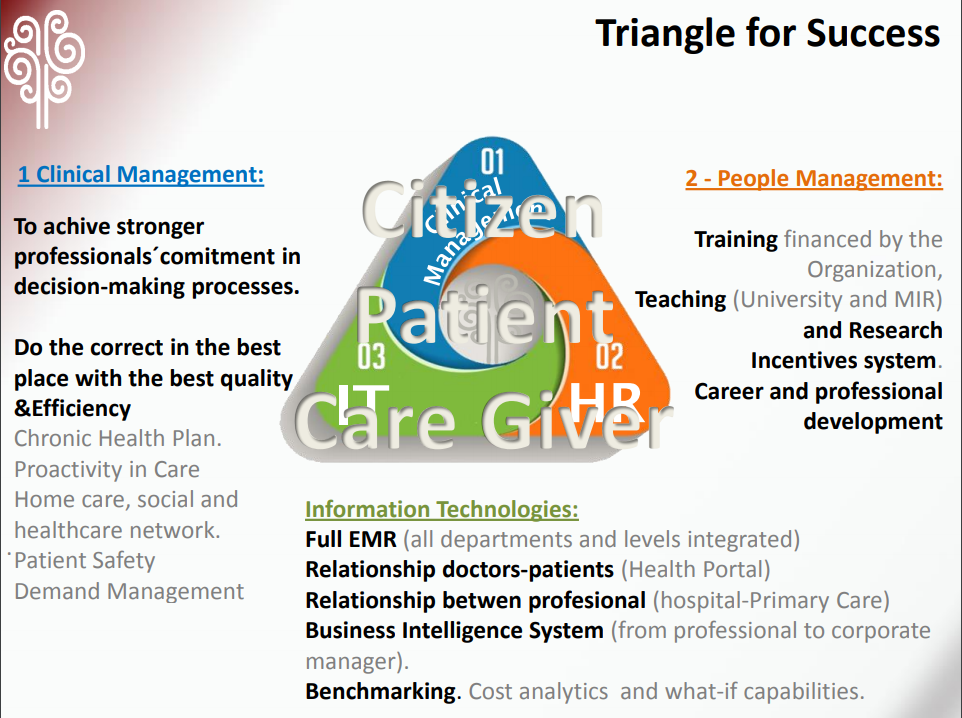 Triangle for Success
1 Clinical Management:
To achive stronger
professionals´comitment in
decision-making processes.
Do the correct in the best
place with the best quality
&Efficiency
Chronic Health Plan.
Proactivity in Care
Home care, social and
healthcare network.
Patient Safety
Demand Management
01
Clinical
Management
Citizen
Patient
03
02
IT
HR
Care Giver
2 - People Management:
Training financed by the
Organization,
Teaching (University and MIR)
and Research
Incentives system.
Career and professional
development
Information Technologies:
Full EMR (all departments and levels integrated)
Relationship doctors-patients (Health Portal)
Relationship betwen profesional (hospital-Primary Care)
Business Intelligence System (from professional to corporate
manager).
Benchmarking. Cost analytics  and what-if capabilities.